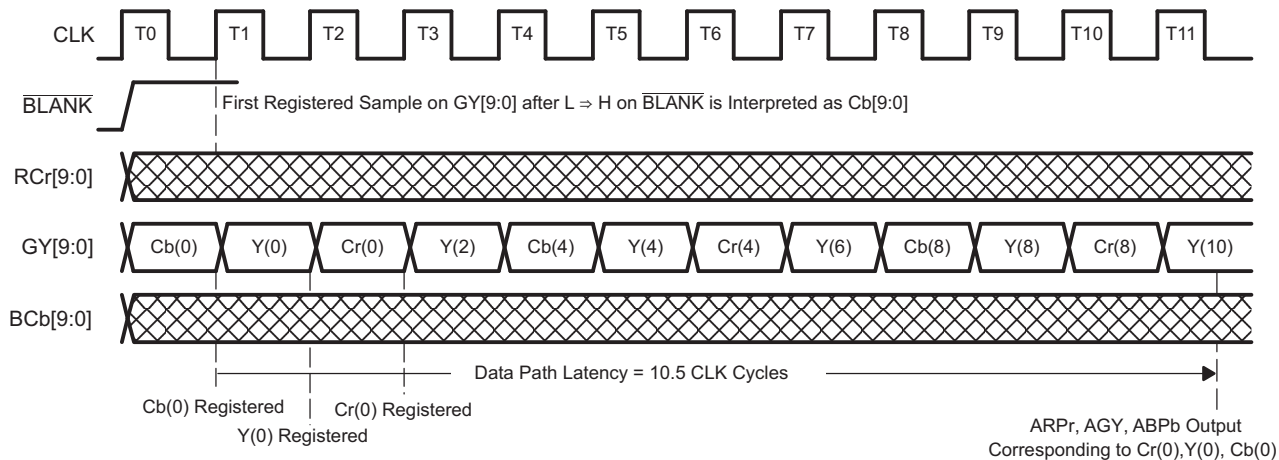 CLK T0 T1 T2 T3 T4 T5 T6 T7 T8 T9 T10 T11
BLANK First Registered Sample on GY[9:0] after L ⇒ H on BLANK is Interpreted as Cb[9:0]
RCr[9:0]
GY[9:0] Cb(0) Y(0) Cr(0) Y(2) Cb(4) Y(4) Cr(4) Y(6) Cb(8) Y(8) Cr(8) Y(10)
BCb[9:0]
Data Path Latency = 10.5 CLK Cycles
Cb(0) Registered Cr(0) Registered
Y(0) Registered
ARPr, AGY, ABPb Output
Corresponding to Cr(0),Y(0), Cb(0)